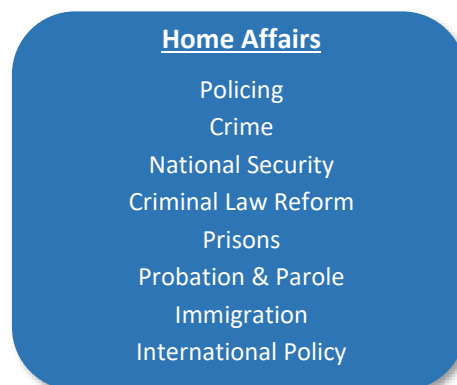 Home Affairs
Policing
Crime
National Security
Criminal Law Reform
Prisons
Probation & Parole
Immigration
International Policy